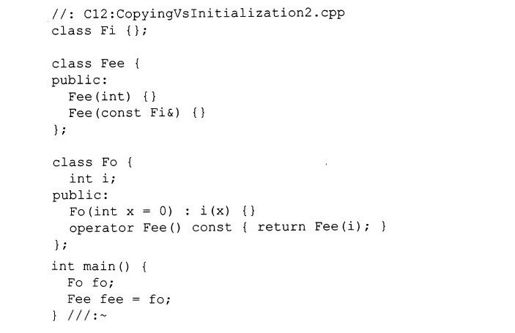 //: C12:CopyingVsInitialization2.cpp
class Fi {};

class Fee {
public:
  Fee(int) {}
  Fee(const Fi&) {}
};

class Fo {
  int i;
public:
  Fo(int x = 0) : i(x) {}
  operator Fee() const { return Fee(i); }
};
int main() {
  Fo fo;
  Fee fee = fo;
} ///:~